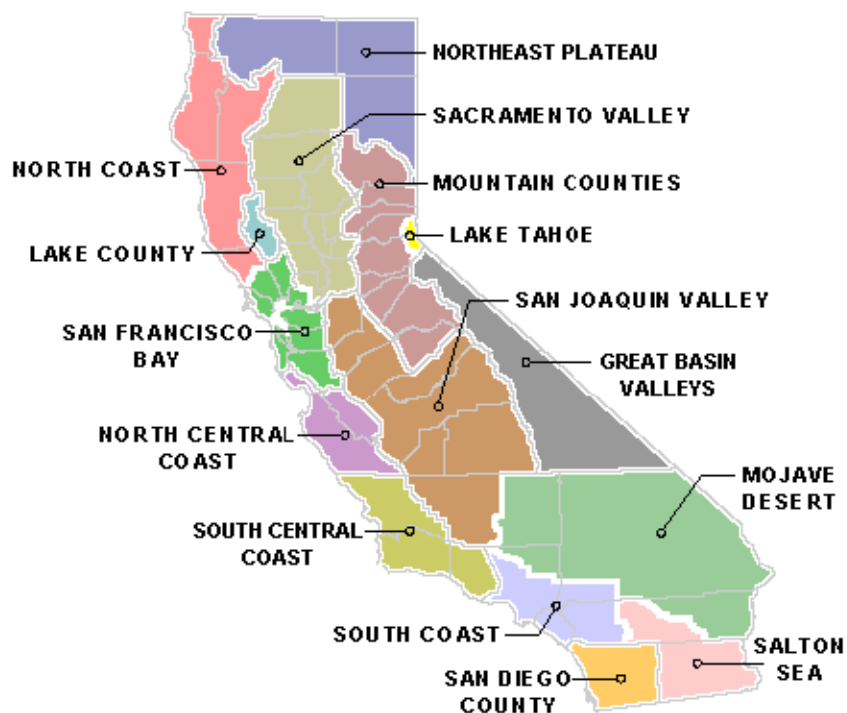 NORTHEAST PLATEAU
SACRAMENTO VALLEY
NORTH COAST
MOUNTAIN COUNTIES
LAKE TAHOE
LAKE COUNTY
SAN JOAQUIN VALLEY
SAN FRANCISCO
BAY
GREAT BASIN
VALLEYS
NORTH CENTRAL
COAST
MOJAVE
DESERT
SOUTH CENTRAL
COAST
SOUTH COAST
SALTON
SEA
SAN DIEGO
COUNTY